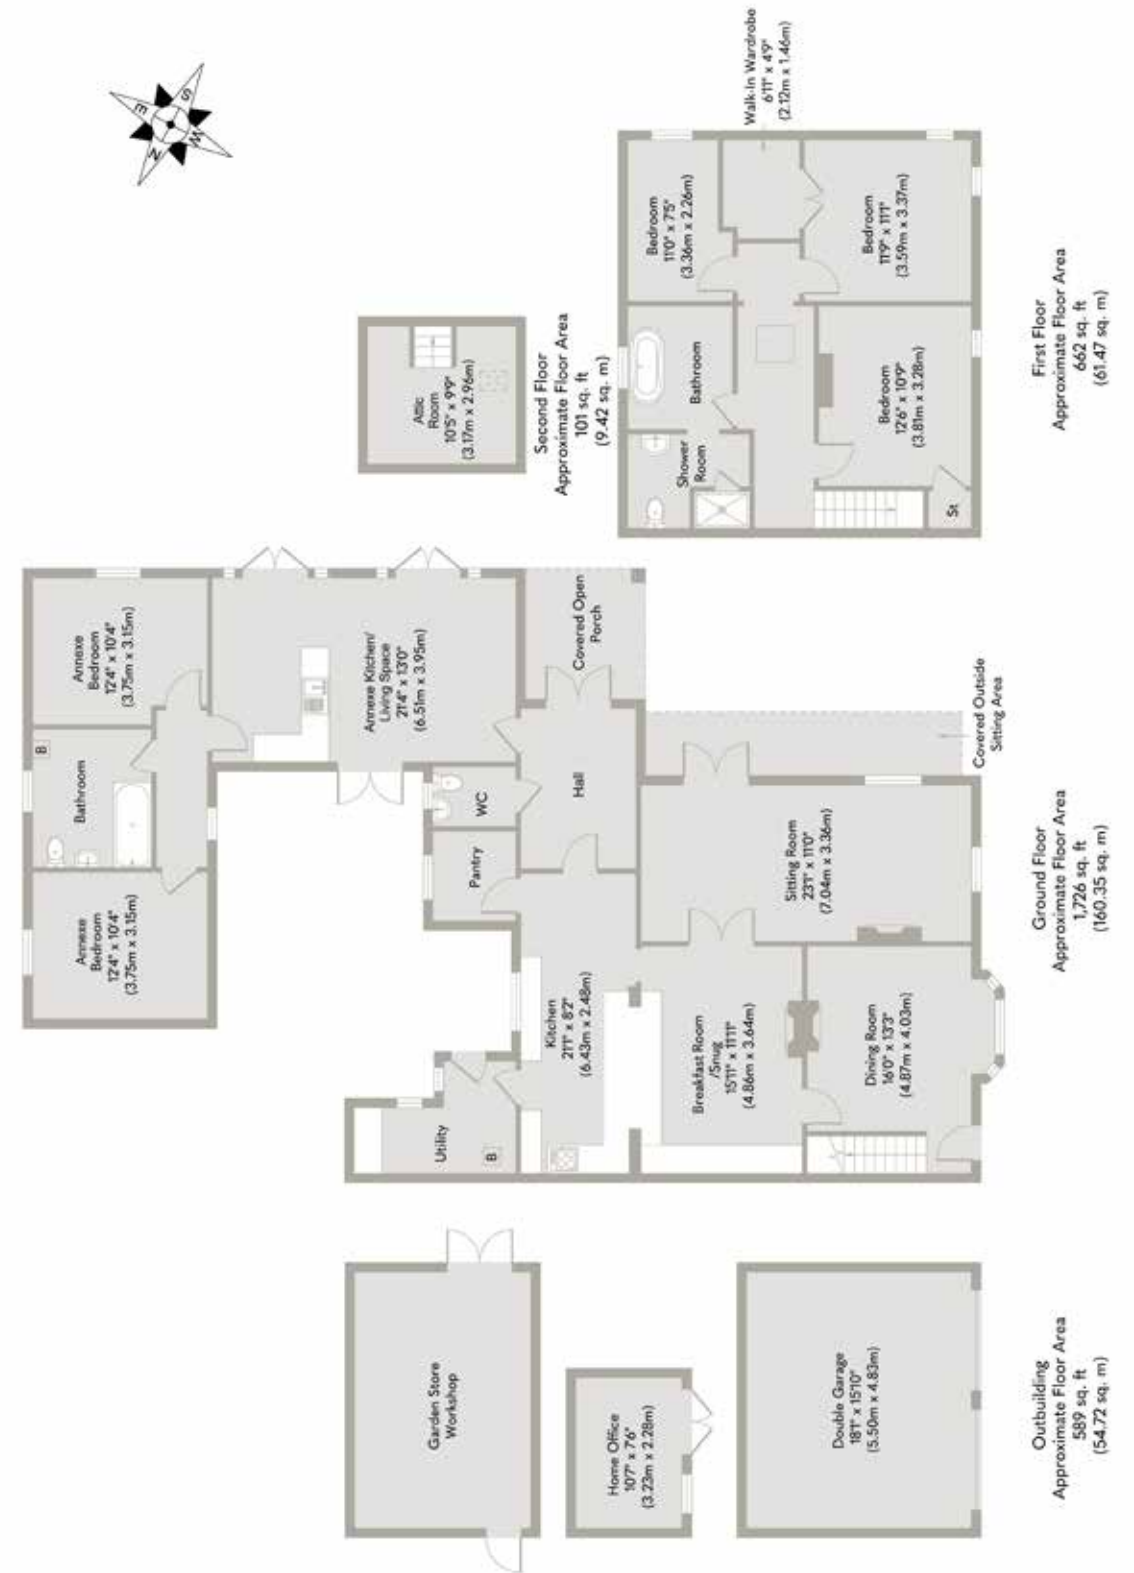 Garden Store
Workshop
Home Office
10'7" x 7'6"
(3.23m x 2.28m)
Double Garage
18'1" x 15'10"
(5.50m x 4.83m)
Outbuilding
Approximate Floor Area
589 sq. ft
(54.72 sq. m)
Annexe
Bedroom
12'4" x 10'4"
(3.75m x 3.15m)
Bathroom
B
Annexe
Bedroom
12'4" x 10'4"
(3.75m x 3.15m)
Annexe Kitchen/
Living Space
21'4" x 13'0"
(6.51m x 3.95m)
Utility
B
Pantry
WC
Kitchen
21'1" x 8'2"
(6.43m x 2.48m)
Hall
Covered Open
Porch
Breakfast Room
/Snug
15'11" x 11'11"
(4.86m x 3.64m)
Sitting Room
23'1" x 11'0"
(7.04m x 3.36m)
Dining Room
16'0" x 13'3"
(4.87m x 4.03m)
Covered Outside
Sitting Area
Ground Floor
Approximate Floor Area
1,726 sq. ft
(160.35 sq. m)
Attic
Room
10'5" x 9'9"
(3.17m x 2.96m)
Second Floor
Approximate Floor Area
101 sq. ft
(9.42 sq. m)
Shower
Room
Bathroom
Bedroom
11'0" x 7'5"
(3.36m x 2.26m)
Walk-In Wardrobe
6'11" x 4'9"
(2.12m x 1.46m)
Bedroom
12'6" x 10'9"
(3.81m x 3.28m)
Bedroom
11'9" x 11'1"
(3.59m x 3.37m)
St
First Floor
Approximate Floor Area
662 sq. ft
(61.47 sq. m)
N
E
S
W